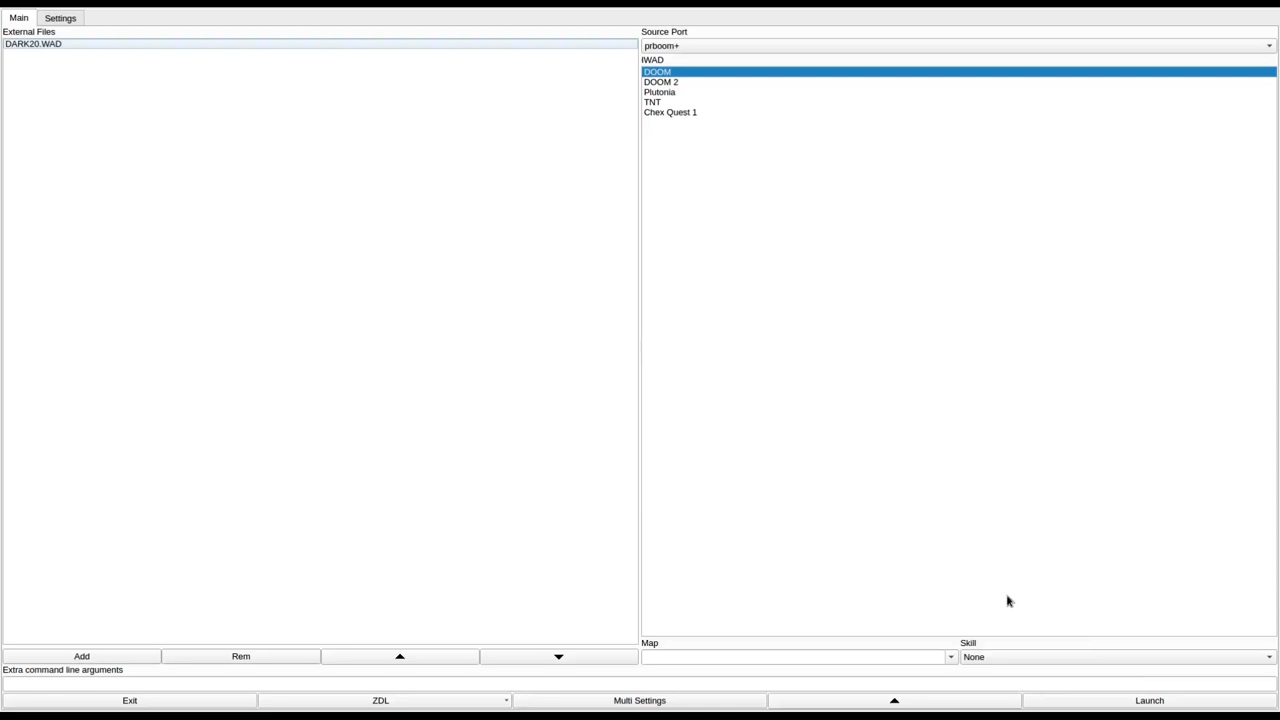 Main Settings
External Files
DARK20.WAD
Source Port
prboom+
IWAD
DOOM
DOOM 2
Plutonia
TNT
Chex Quest 1
Add Rem
Map Skill
None
Extra command line arguments
Exit ZDL Multi Settings Launch